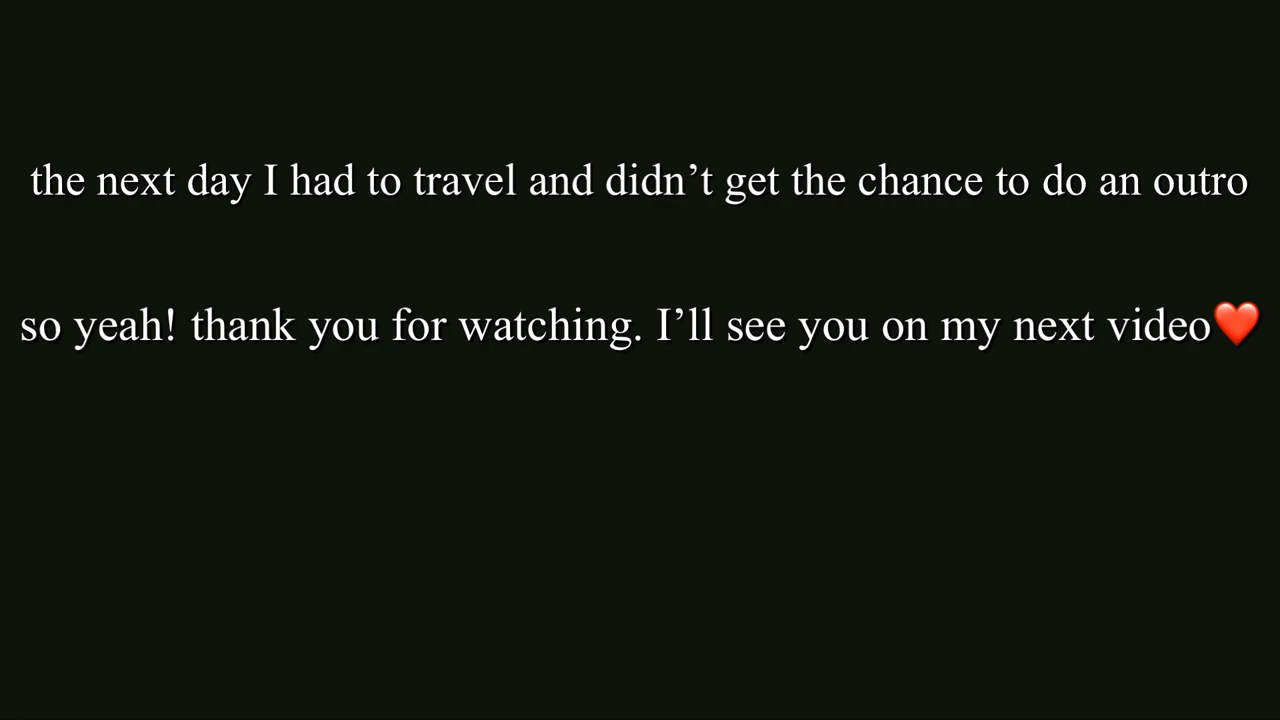 the next day I had to travel and didn’t get the chance to do an outro
so yeah! thank you for watching. I’ll see you on my next video❤️